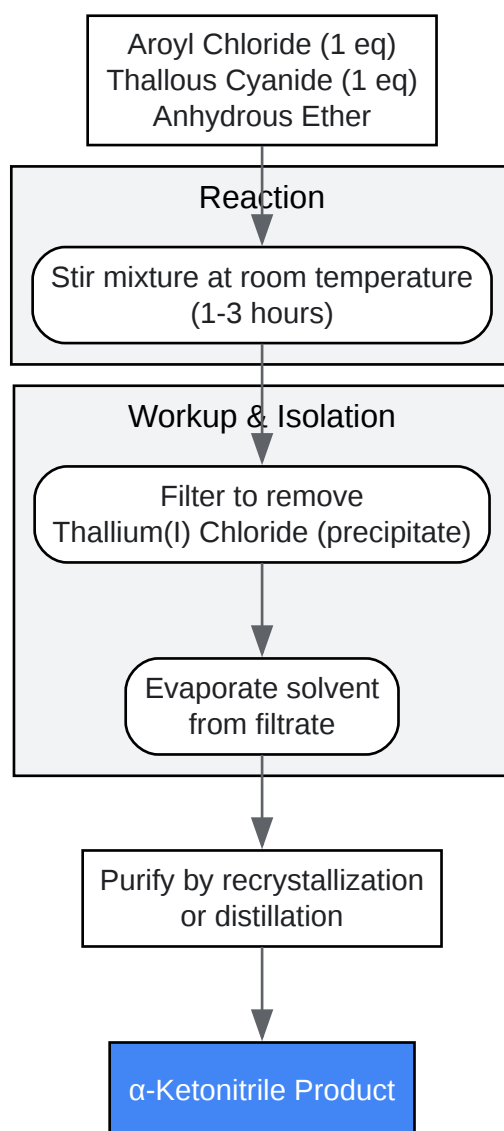 Aroyl Chloride (1 eq)
Thallous Cyanide (1 eq)
Anhydrous Ether
Reaction
Stir mixture at room temperature
(1-3 hours)
Workup & Isolation
Filter to remove
Thallium(I) Chloride (precipitate)
Evaporate solvent
from filtrate
Purify by recrystallization
or distillation
α-Ketonitrile Product